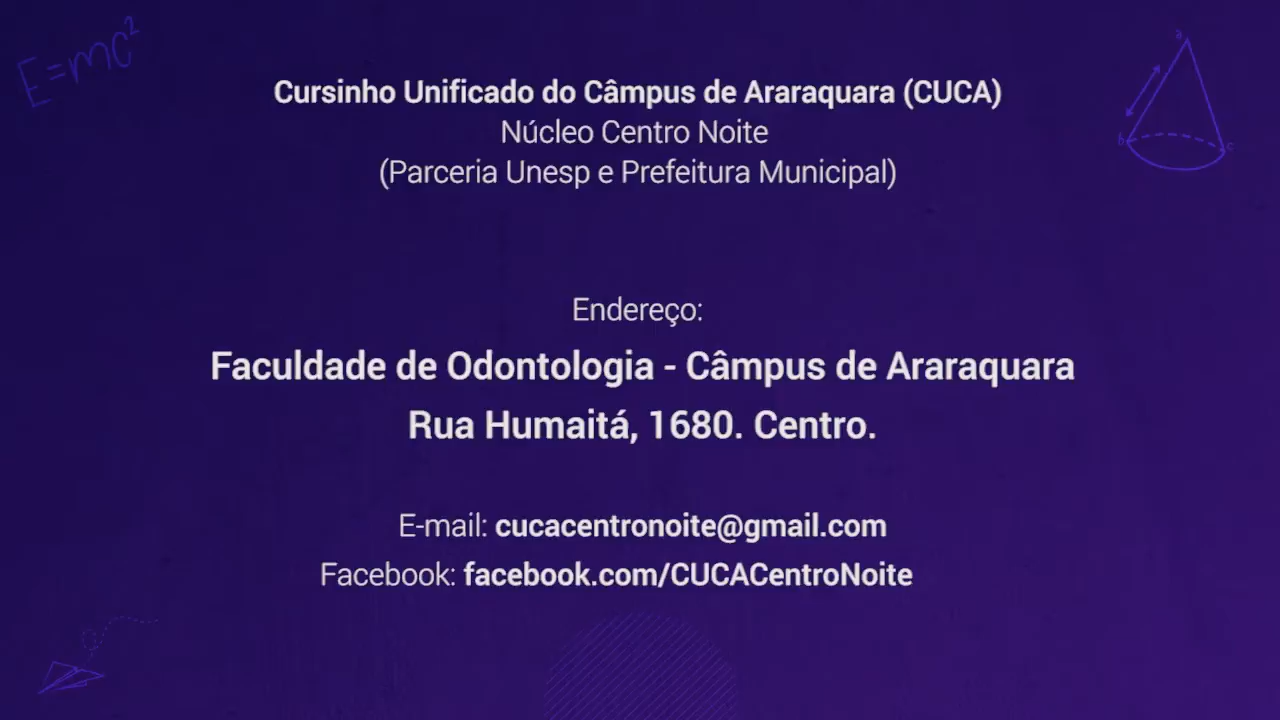 E=mc²
a
b
c
Cursinho Unificado do Câmpus de Araraquara (CUCA)
Núcleo Centro Noite
(Parceria Unesp e Prefeitura Municipal)
Endereço:
Faculdade de Odontologia - Câmpus de Araraquara
Rua Humaitá, 1680. Centro.
E-mail: cucacentronoite@gmail.com
Facebook: facebook.com/CUCACentroNoite